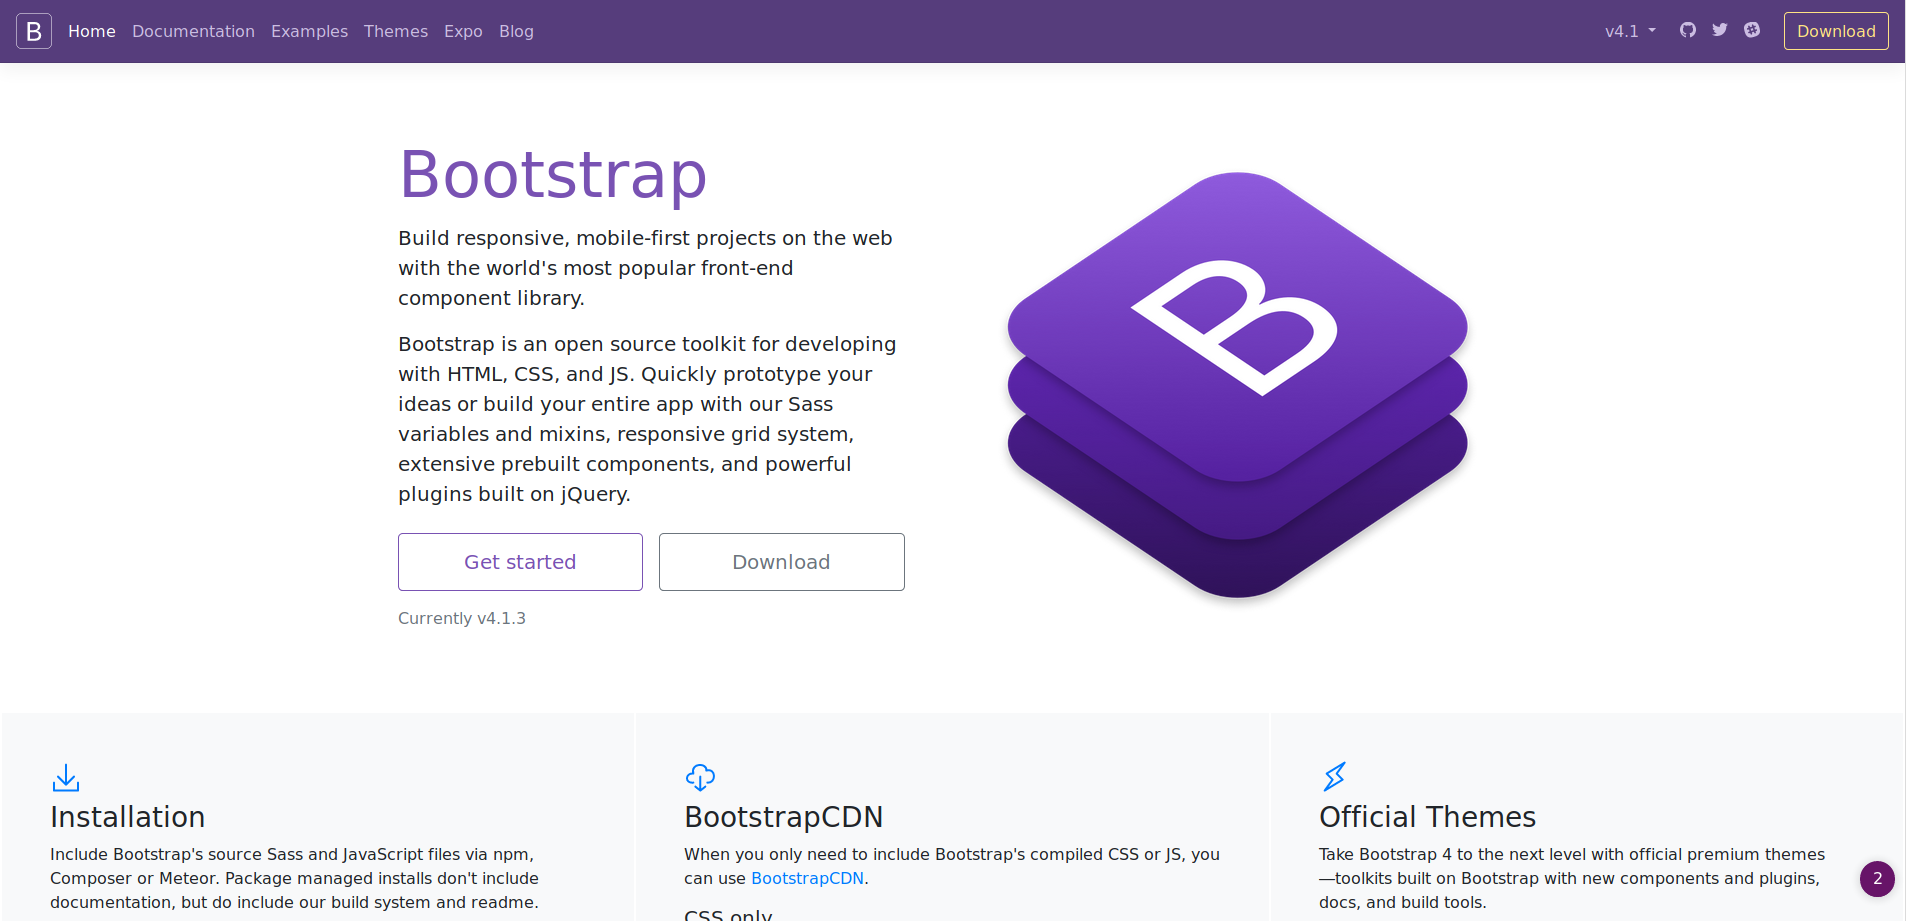 B Home Documentation Examples Themes Expo Blog v4.1 Download
Bootstrap
Build responsive, mobile-first projects on the web
with the world's most popular front-end
component library.
Bootstrap is an open source toolkit for developing
with HTML, CSS, and JS. Quickly prototype your
ideas or build your entire app with our Sass
variables and mixins, responsive grid system,
extensive prebuilt components, and powerful
plugins built on jQuery.
Get started Download
Currently v4.1.3
B
Installation
Include Bootstrap's source Sass and JavaScript files via npm,
Composer or Meteor. Package managed installs don't include
documentation, but do include our build system and readme.
BootstrapCDN
When you only need to include Bootstrap's compiled CSS or JS, you
can use BootstrapCDN.
CSS only
Official Themes
Take Bootstrap 4 to the next level with official premium themes
—toolkits built on Bootstrap with new components and plugins,
docs, and build tools.
2